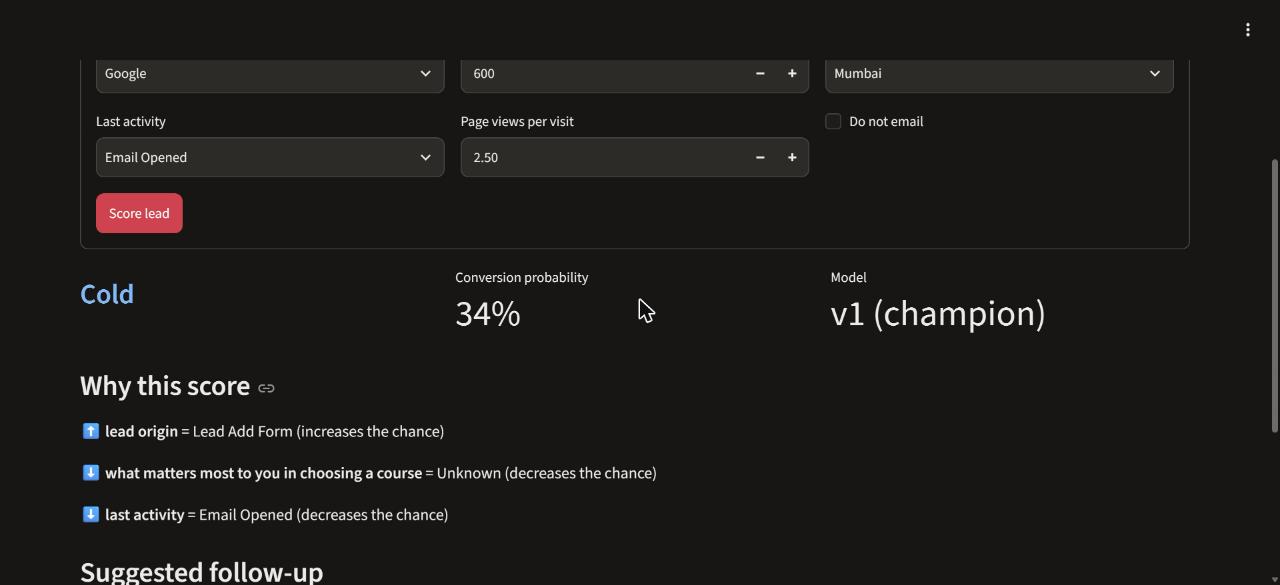 Google
600
Mumbai
Last activity
Page views per visit
Do not email
Email Opened
2.50
Score lead
Cold
Conversion probability
34%
Model
v1 (champion)
Why this score
lead origin = Lead Add Form (increases the chance)
what matters most to you in choosing a course = Unknown (decreases the chance)
last activity = Email Opened (decreases the chance)
Suggested follow-up